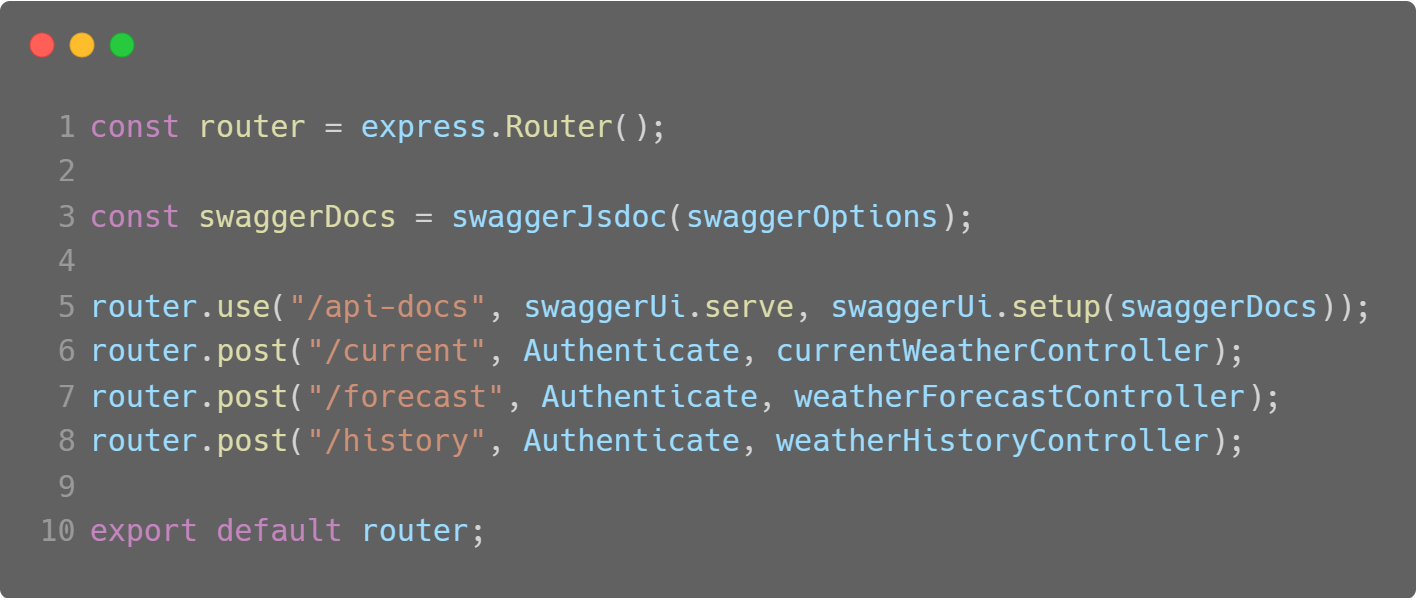 1 const router = express.Router();
2
3 const swaggerDocs = swaggerJsdoc(swaggerOptions);
4
5 router.use("/api-docs", swaggerUi.serve, swaggerUi.setup(swaggerDocs));
6 router.post("/current", Authenticate, currentWeatherController);
7 router.post("/forecast", Authenticate, weatherForecastController);
8 router.post("/history", Authenticate, weatherHistoryController);
9
10 export default router;